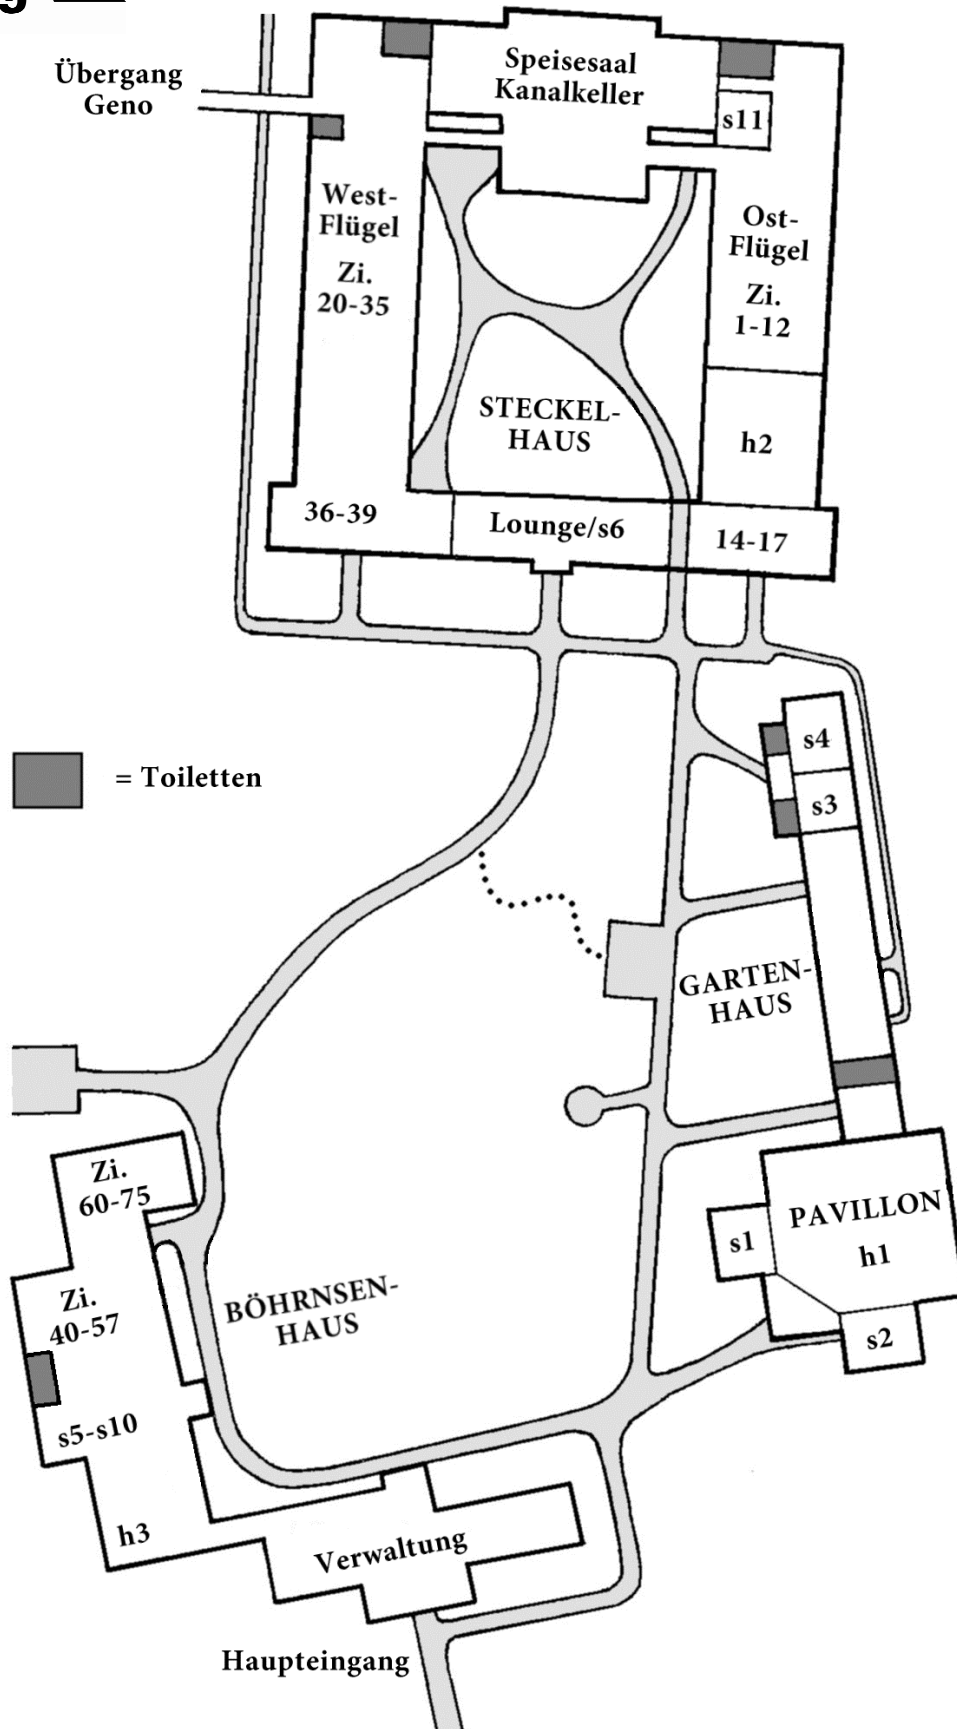 g
Übergang
Geno
Speisesaal
Kanalkeller
s11
West-
Flügel
Zi.
20-35
Ost-
Flügel
Zi.
1-12
STECKEL-
HAUS
h2
36-39
Lounge/s6
14-17
= Toiletten
s4
s3
GARTEN-
HAUS
Zi.
60-75
PAVILLON
s1
h1
s2
Zi.
40-57
BÖHRNSEN-
HAUS
s5-s10
h3
Verwaltung
Haupteingang